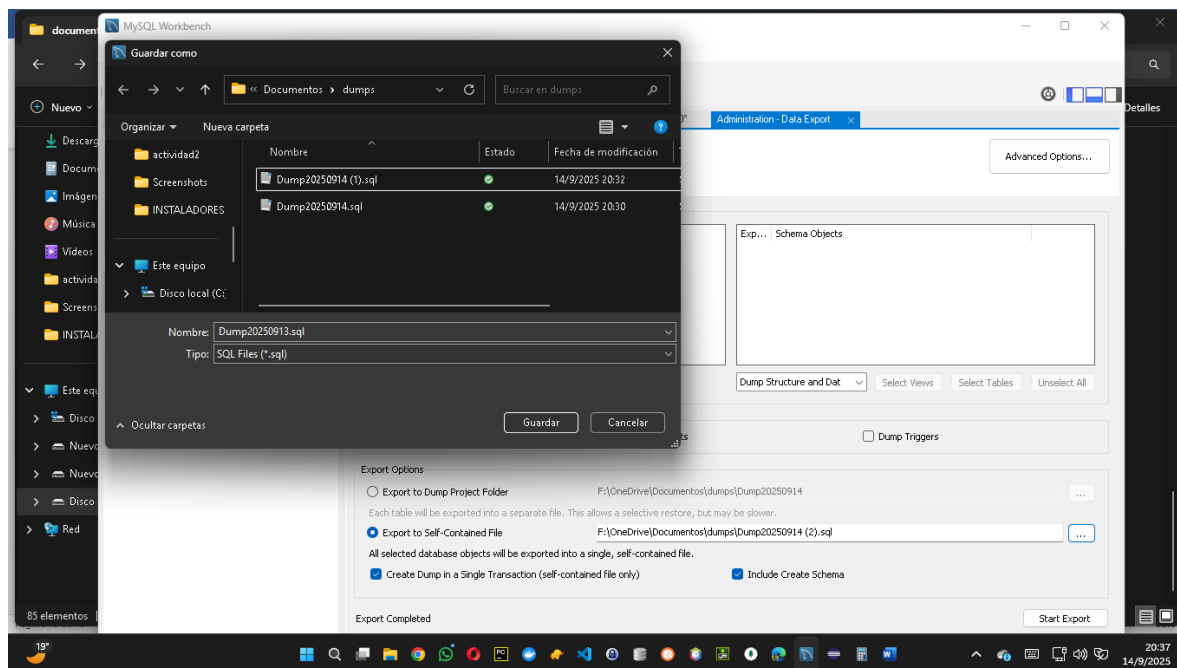 documen
MySQL Workbench
Guardar como
« Documentos › dumps
Buscar en dumps
Nuevo
Organizar
Nueva carpeta
Detalles
Administration - Data Export
Advanced Options...
Descarg
Docum
Imágen
Música
Vídeos
activida
Screens
INSTALA
Este equ
Disco
Nuevo
Nuevo
Disco
Red
85 elementos
actividad2
Screenshots
INSTALADORES
Este equipo
Disco local (C:)
Nombre
Estado
Fecha de modificación
Dump20250914 (1).sql
14/9/2025 20:32
Dump20250914.sql
14/9/2025 20:30
Nombre: Dump20250913.sql
Tipo: SQL Files (*.sql)
Ocultar carpetas
Guardar
Cancelar
Exp... Schema Objects
Dump Structure and Dat
Select Views
Select Tables
Unselect All
ts
Dump Triggers
Export Options
Export to Dump Project Folder
F:\OneDrive\Documentos\dumps\Dump20250914
...
Each table will be exported into a separate file. This allows a selective restore, but may be slower.
Export to Self-Contained File
F:\OneDrive\Documentos\dumps\Dump20250914 (2).sql
...
All selected database objects will be exported into a single, self-contained file.
Create Dump in a Single Transaction (self-contained file only)
Include Create Schema
Export Completed
Start Export
19°
20:37
14/9/2025